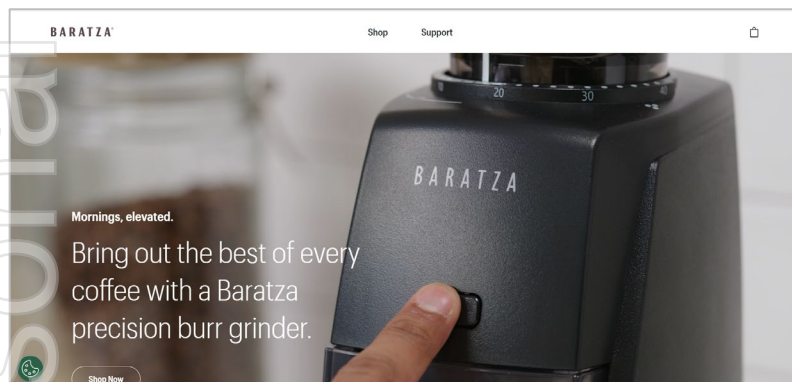 BARATZA
Shop
Support
20
30
40
BARATZA
Mornings, elevated.
Bring out the best of every
coffee with a Baratza
precision burr grinder.
Shop Now